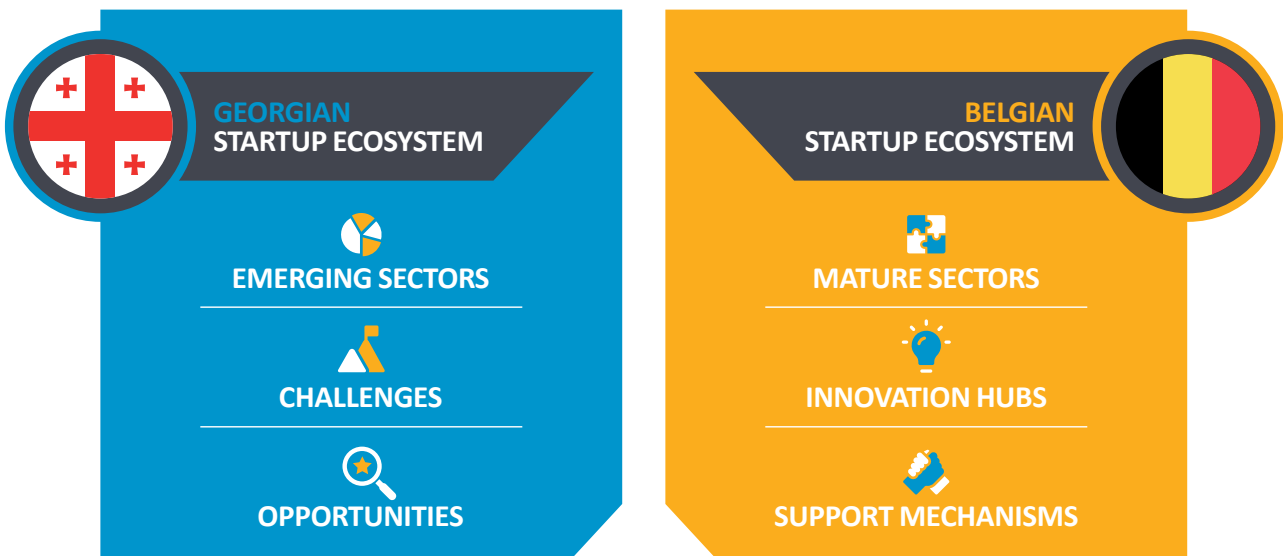 GEORGIAN
STARTUP ECOSYSTEM
EMERGING SECTORS
CHALLENGES
OPPORTUNITIES
BELGIAN
STARTUP ECOSYSTEM
MATURE SECTORS
INNOVATION HUBS
SUPPORT MECHANISMS